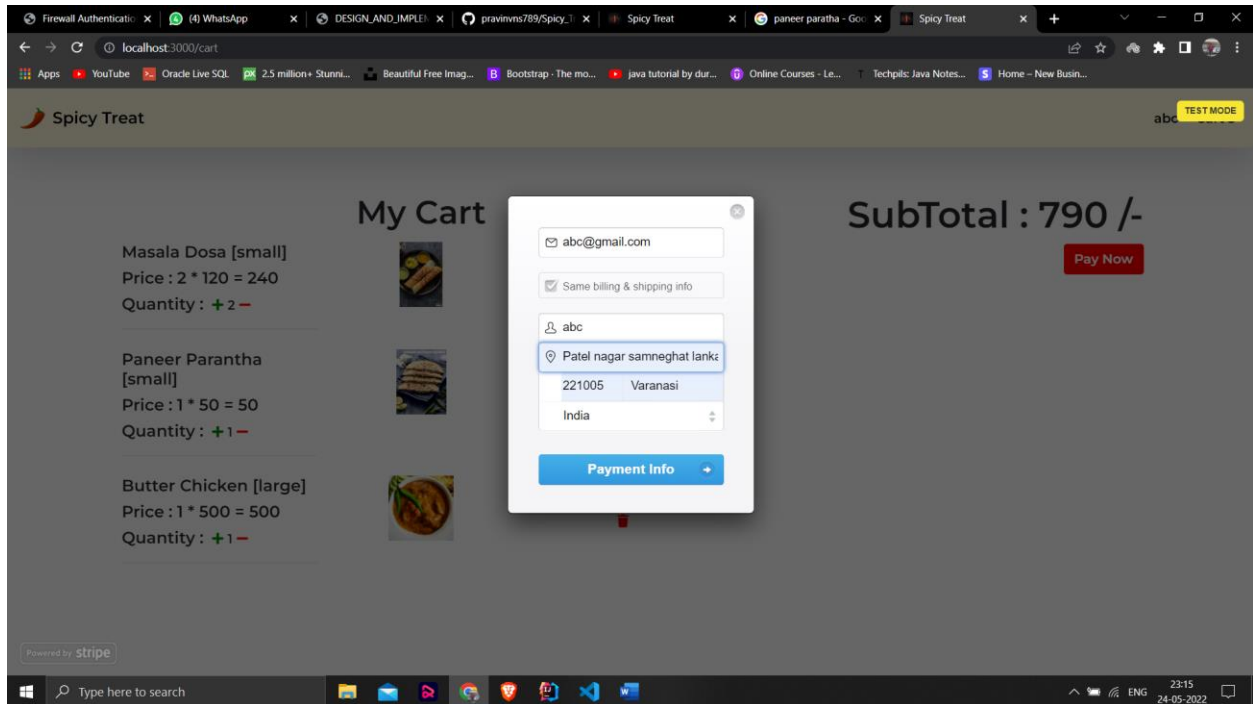 Firewall Authenticatio
(4) WhatsApp
DESIGN_AND_IMPLEN
pravinvns789/Spicy_T
Spicy Treat
paneer paratha - Goo
Spicy Treat
localhost:3000/cart
Apps
YouTube
Oracle Live SQL
2.5 million+ Stunni...
Beautiful Free Imag...
Bootstrap · The mo...
java tutorial by dur...
Online Courses - Le...
Techpils: Java Notes...
Home – New Busin...
Spicy Treat
abc
TEST MODE
My Cart
SubTotal : 790 /-
Pay Now
Masala Dosa [small]
Price : 2 * 120 = 240
Quantity : + 2 −
Paneer Parantha
[small]
Price : 1 * 50 = 50
Quantity : + 1 −
Butter Chicken [large]
Price : 1 * 500 = 500
Quantity : + 1 −
abc@gmail.com
Same billing & shipping info
abc
Patel nagar samneghat lanka
221005 Varanasi
India
Payment Info
Powered by stripe
Type here to search
ENG
23:15
24-05-2022